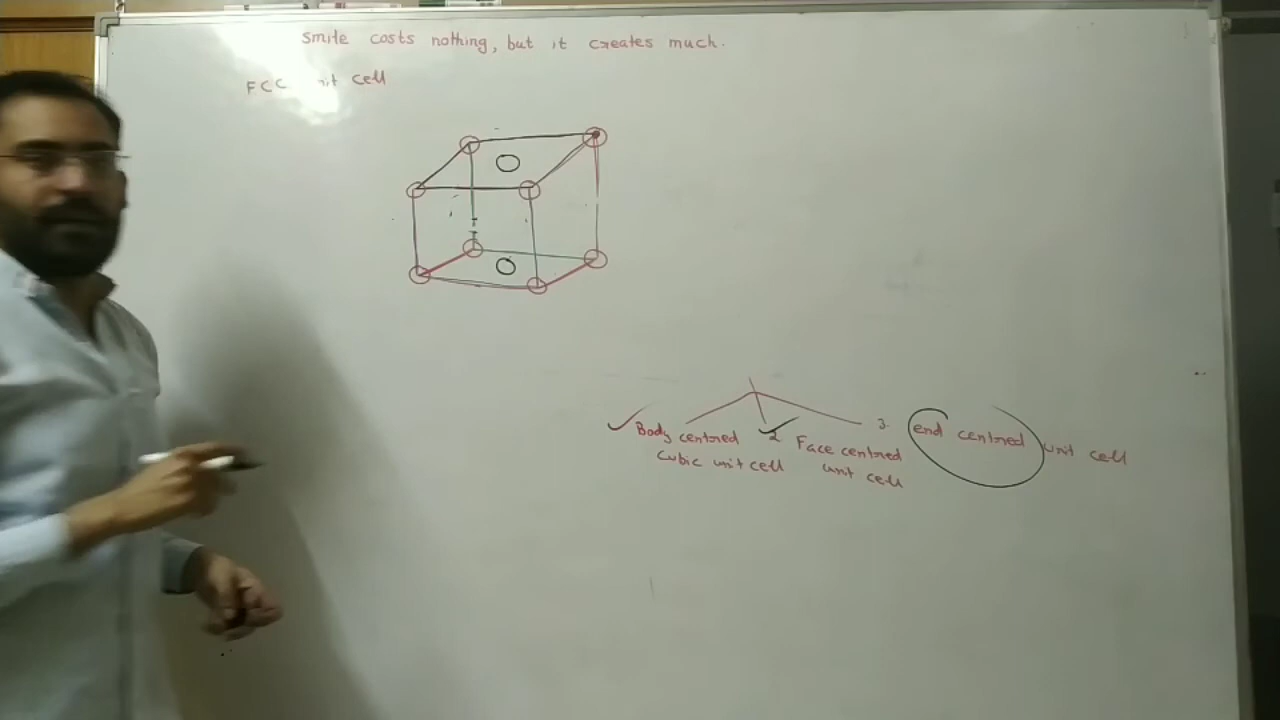 Smile costs nothing, but it creates much.
FCC nit cell
Body centred
cubic unit cell
2 Face centred
unit cell
3. end centred unit cell